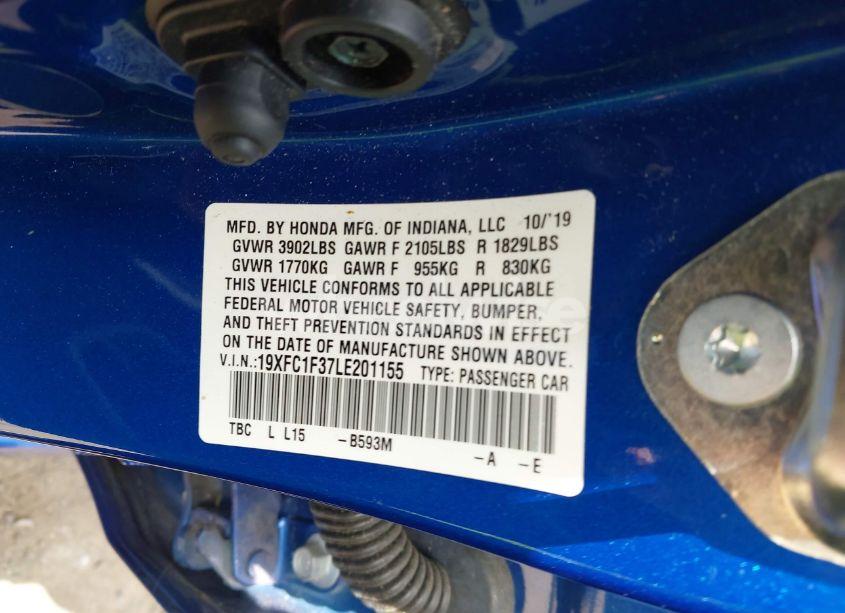 MFD. BY HONDA MFG. OF INDIANA, LLC 10/'19
GVWR 3902LBS GAWR F 2105LBS R 1829LBS
GVWR 1770KG GAWR F 955KG R 830KG
THIS VEHICLE CONFORMS TO ALL APPLICABLE
FEDERAL MOTOR VEHICLE SAFETY, BUMPER,
AND THEFT PREVENTION STANDARDS IN EFFECT
ON THE DATE OF MANUFACTURE SHOWN ABOVE.
V.I.N.:19XFC1F37LE201155 TYPE: PASSENGER CAR
TBC L L15 -B593M -A -E